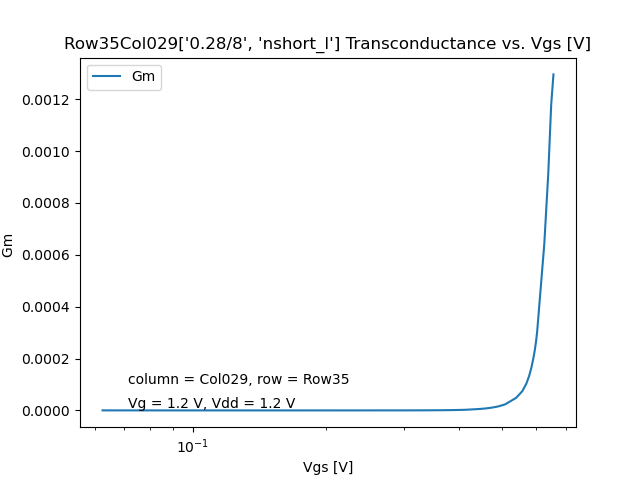 Row35Col029['0.28/8', 'nshort_l'] Transconductance vs. Vgs [V]
Gm
0.0012
0.0010
0.0008
0.0006
0.0004
0.0002
0.0000
Gm
column = Col029, row = Row35
Vg = 1.2 V, Vdd = 1.2 V
10⁻¹
Vgs [V]